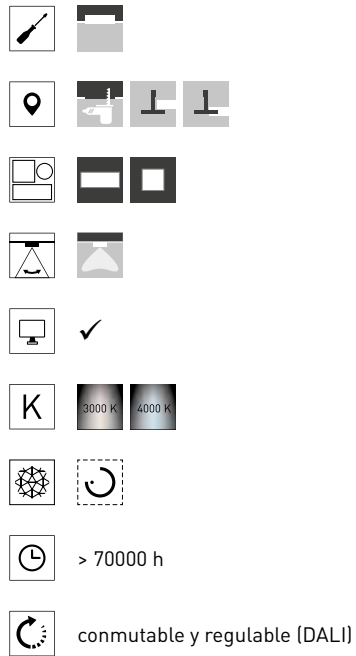 K
3000 K
4000 K
> 70000 h
conmutable y regulable (DALI)